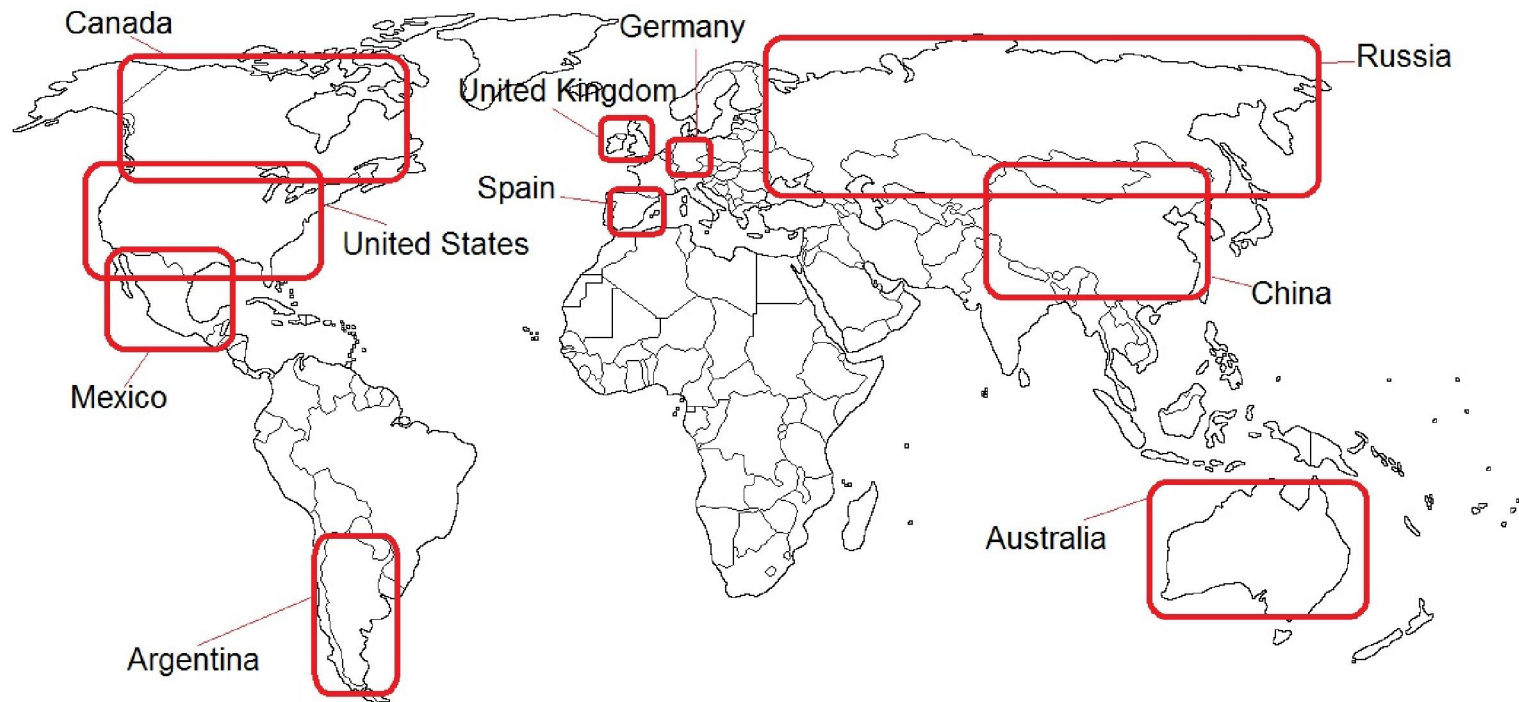 Canada
Germany
Russia
United Kingdom
Spain
United States
China
Mexico
Australia
Argentina